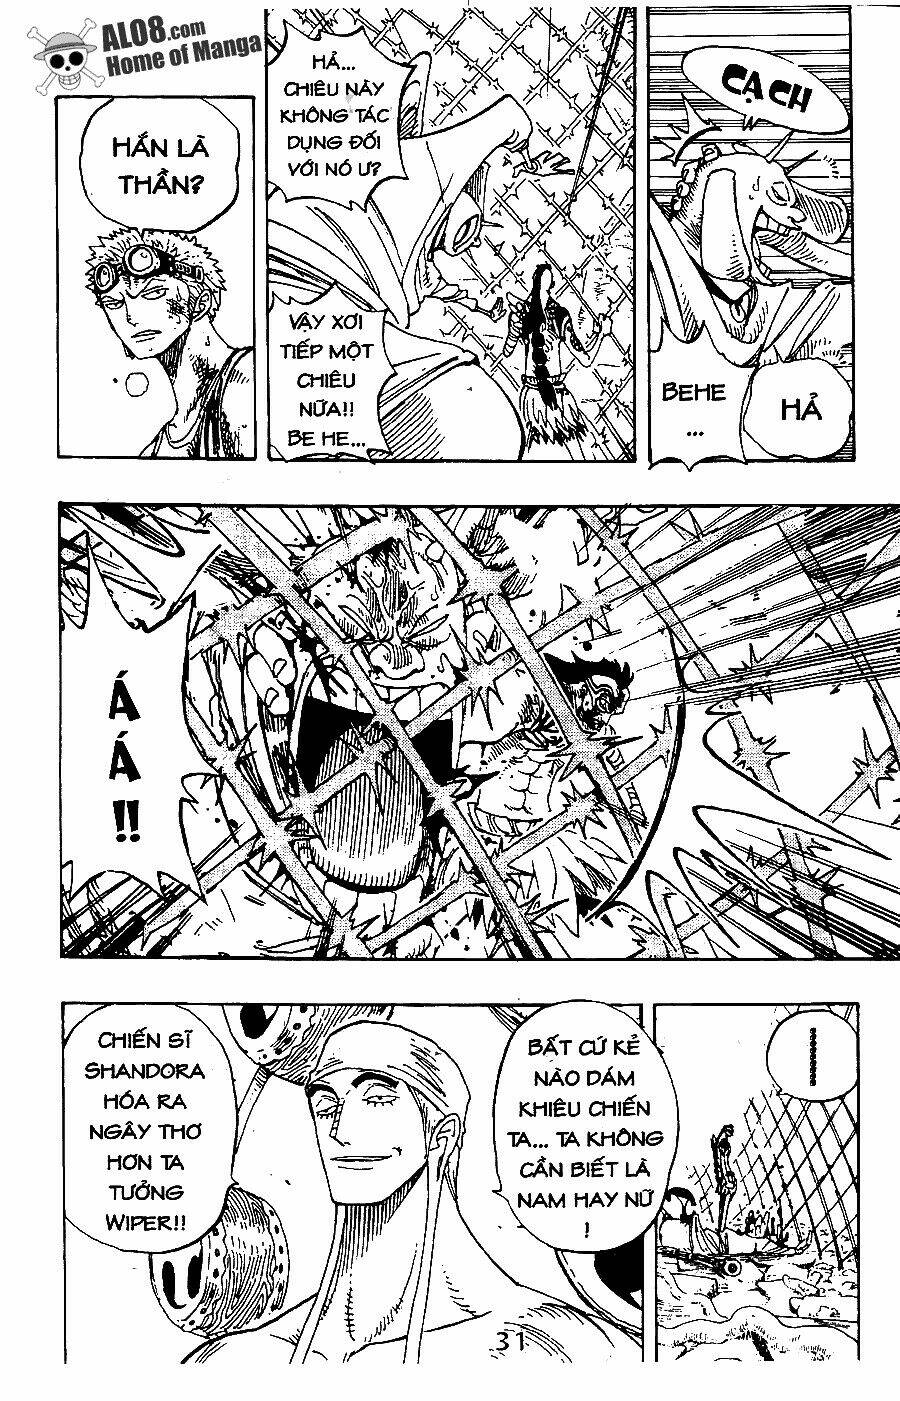 ALO8.com
Home of Manga
CẠCH
HẢ
BEHE
...
HẢ...
CHIÊU NÀY
KHÔNG TÁC
DỤNG ĐỐI
VỚI NÓ Ư?
VẬY XƠI
TIẾP MỘT
CHIÊU
NỮA!!
BE HE...
HẮN LÀ
THẦN?
Á
Á
!!
..........
BẤT CỨ KẺ
NÀO DÁM
KHIÊU CHIẾN
TA... TA KHÔNG
CẦN BIẾT LÀ
NAM HAY NỮ
!
CHIẾN SĨ
SHANDORA
HÓA RA
NGÂY THƠ
HƠN TA
TƯỞNG
WIPER!!
31